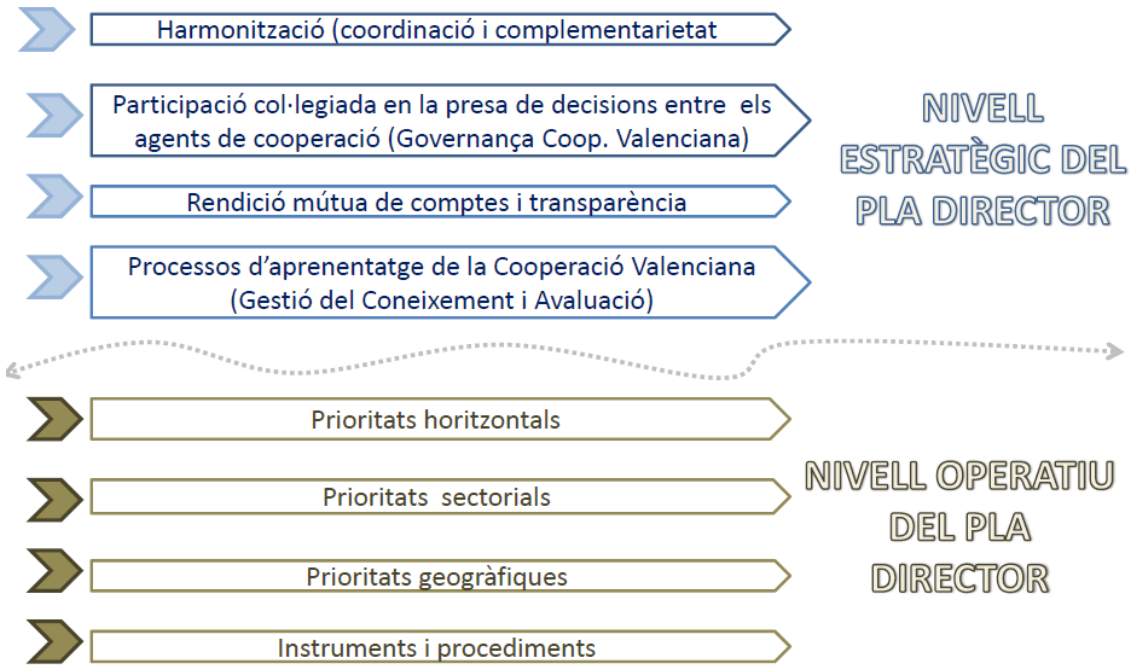 Harmonització (coordinació i complementarietat
Participació col·legiada en la presa de decisions entre els
agents de cooperació (Governança Coop. Valenciana)
Rendició mútua de comptes i transparència
Processos d’aprenentatge de la Cooperació Valenciana
(Gestió del Coneixement i Avaluació)
NIVELL
ESTRATÈGIC DEL
PLA DIRECTOR
Prioritats horitzontals
Prioritats sectorials
Prioritats geogràfiques
Instruments i procediments
NIVELL OPERATIU
DEL PLA
DIRECTOR